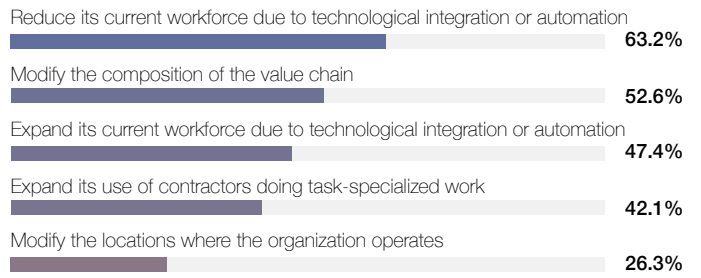 Reduce its current workforce due to technological integration or automation
63.2%
Modify the composition of the value chain
52.6%
Expand its current workforce due to technological integration or automation
47.4%
Expand its use of contractors doing task-specialized work
42.1%
Modify the locations where the organization operates
26.3%